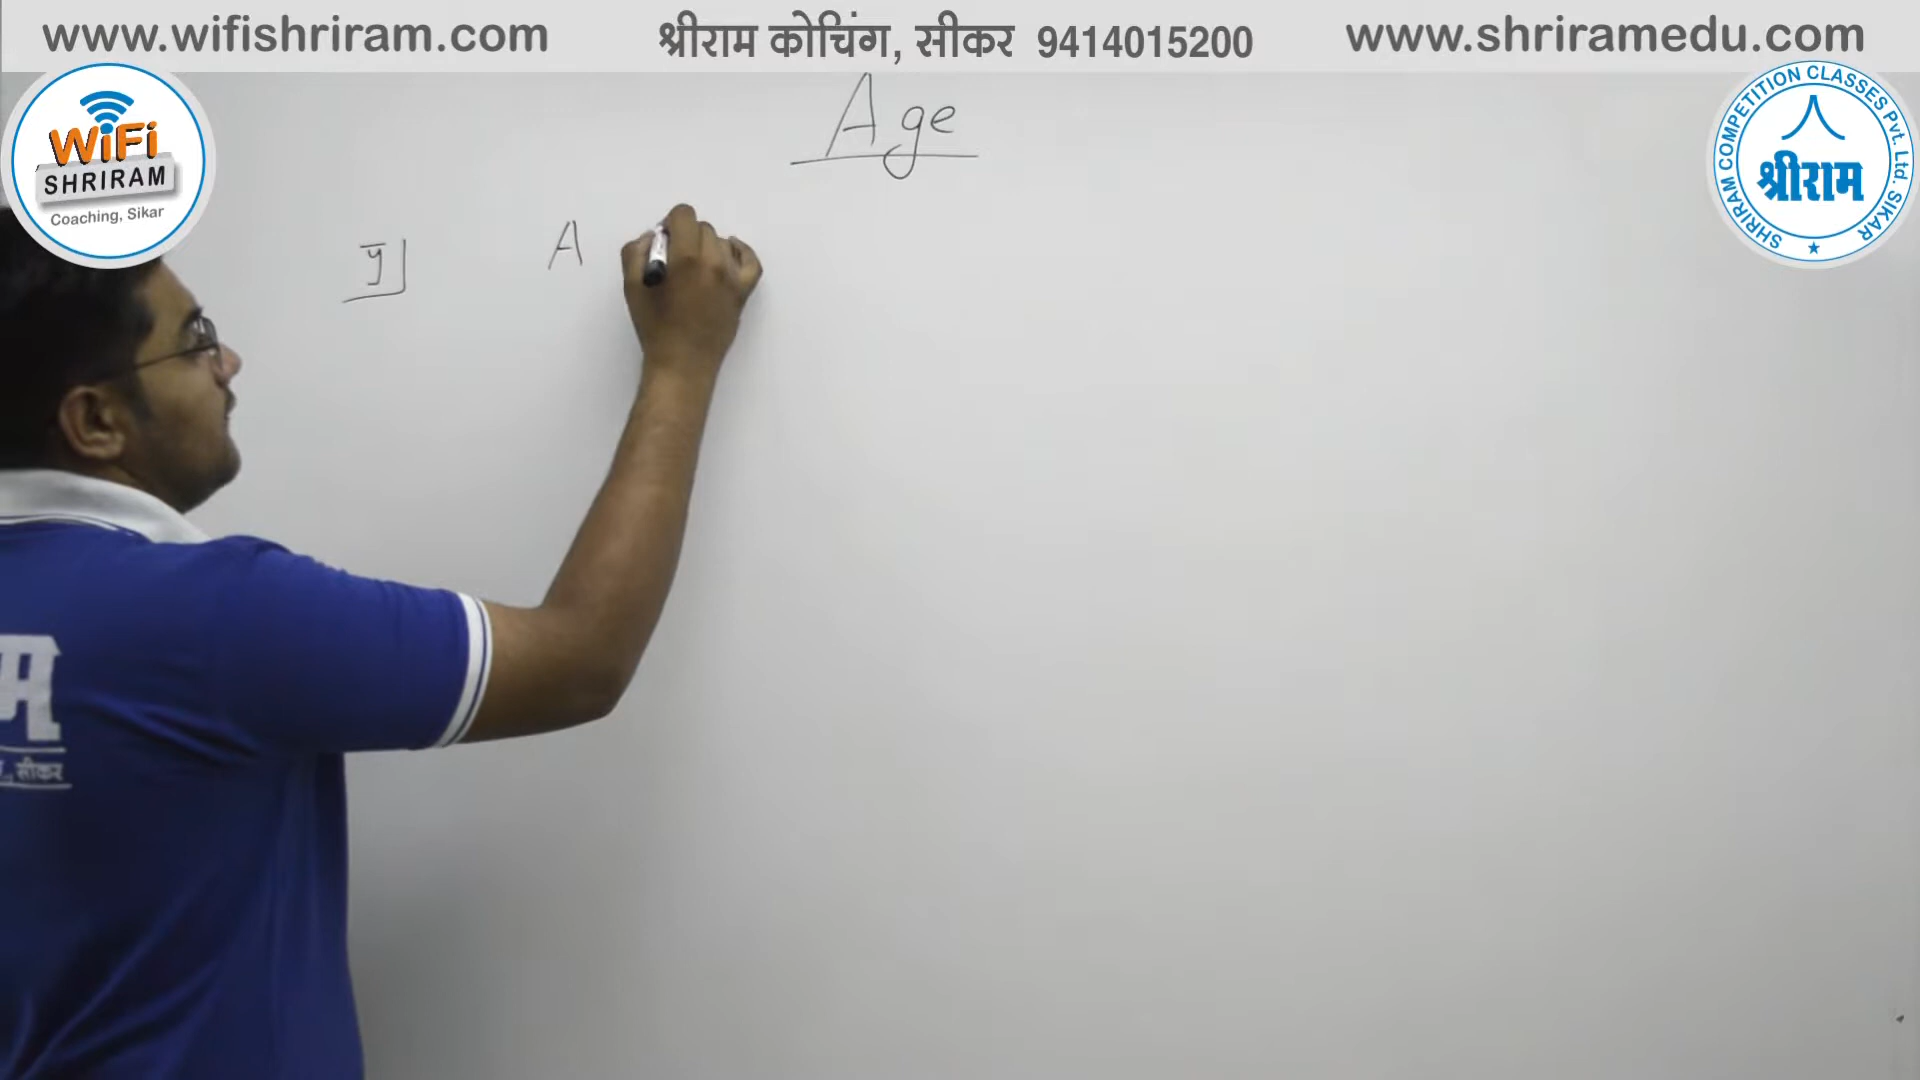 www.wifishriram.com
श्रीराम कोचिंग, सीकर 9414015200
www.shriramedu.com
WiFi
SHRIRAM
Coaching, Sikar
SHRIRAM COMPETITION CLASSES Pvt. Ltd. SIKAR
श्रीराम
Age
A
म
सीकर